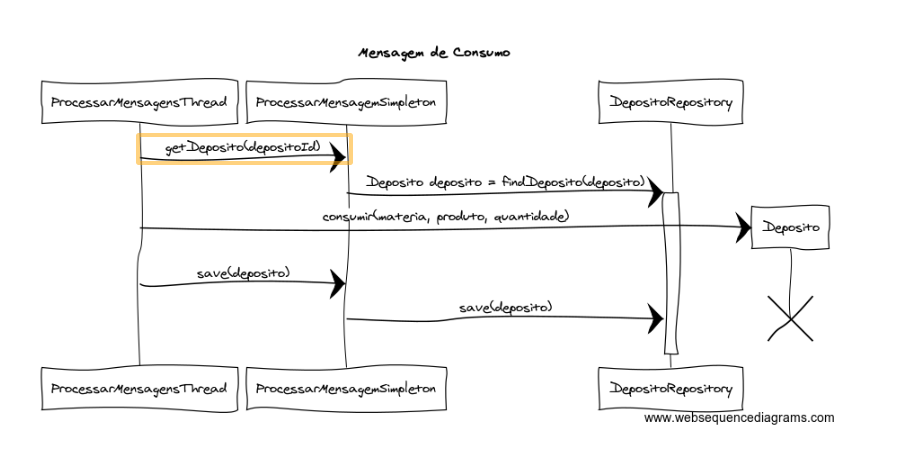 Mensagem de Consumo
ProcessarMensagensThread
ProcessarMensagemSimpleton
DepositoRepository
getDeposito(depositoId)
Deposito deposito = findDeposito(deposito)
consumir(materia, produto, quantidade)
Deposito
save(deposito)
save(deposito)
ProcessarMensagensThread
ProcessarMensagemSimpleton
DepositoRepository
www.websequencediagrams.com